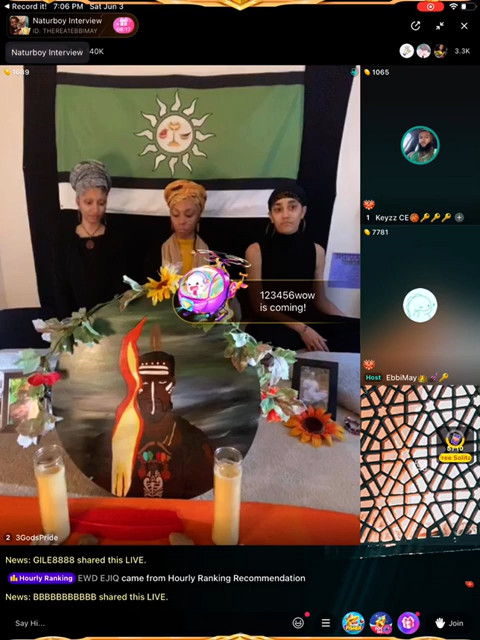 Record it! 7:06 PM Sat Jun 3
Naturboy Interview
ID: THEREA1EBBIMAY
Naturboy Interview
40K
3.3K
1065
123456wow
is coming!
1 Keyzz CE
7781
Host EbbiMay
ree Solita
2 3GodsPride
News: GILE8888 shared this LIVE.
Hourly Ranking EWD EJIQ came from Hourly Ranking Recommendation
News: BBBBBBBBBBB shared this LIVE.
Say Hi...
Join